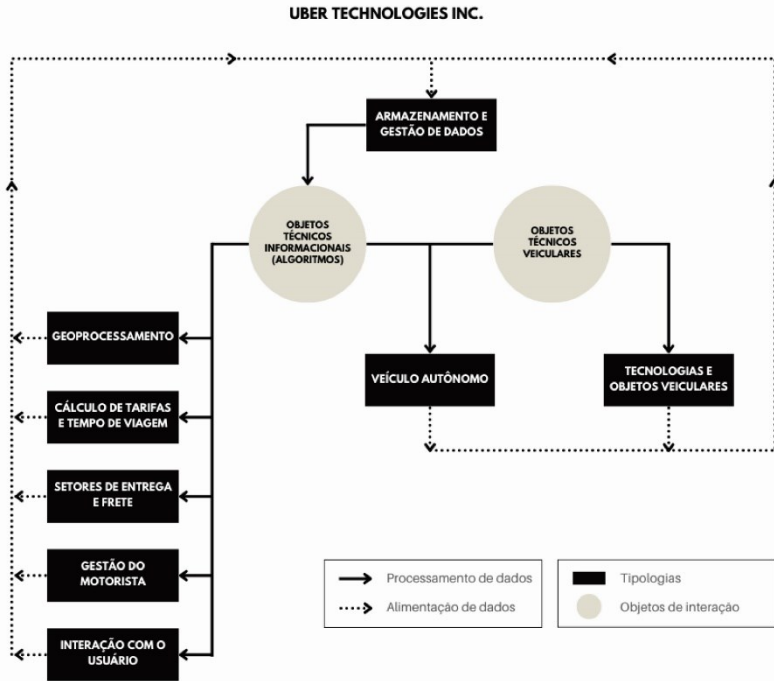 UBER TECHNOLOGIES INC.
ARMAZENAMENTO E
GESTÃO DE DADOS
OBJETOS
TÉCNICOS
INFORMACIONAIS
(ALGORITMOS)
OBJETOS
TÉCNICOS
VEICULARES
GEOPROCESSAMENTO
VEÍCULO AUTÔNOMO
TECNOLOGIAS E
OBJETOS VEICULARES
CÁLCULO DE TARIFAS
E TEMPO DE VIAGEM
SETORES DE ENTREGA
E FRETE
GESTÃO DO
MOTORISTA
INTERAÇÃO COM O
USUÁRIO
Processamento de dados
Alimentação de dados
Tipologias
Objetos de interação